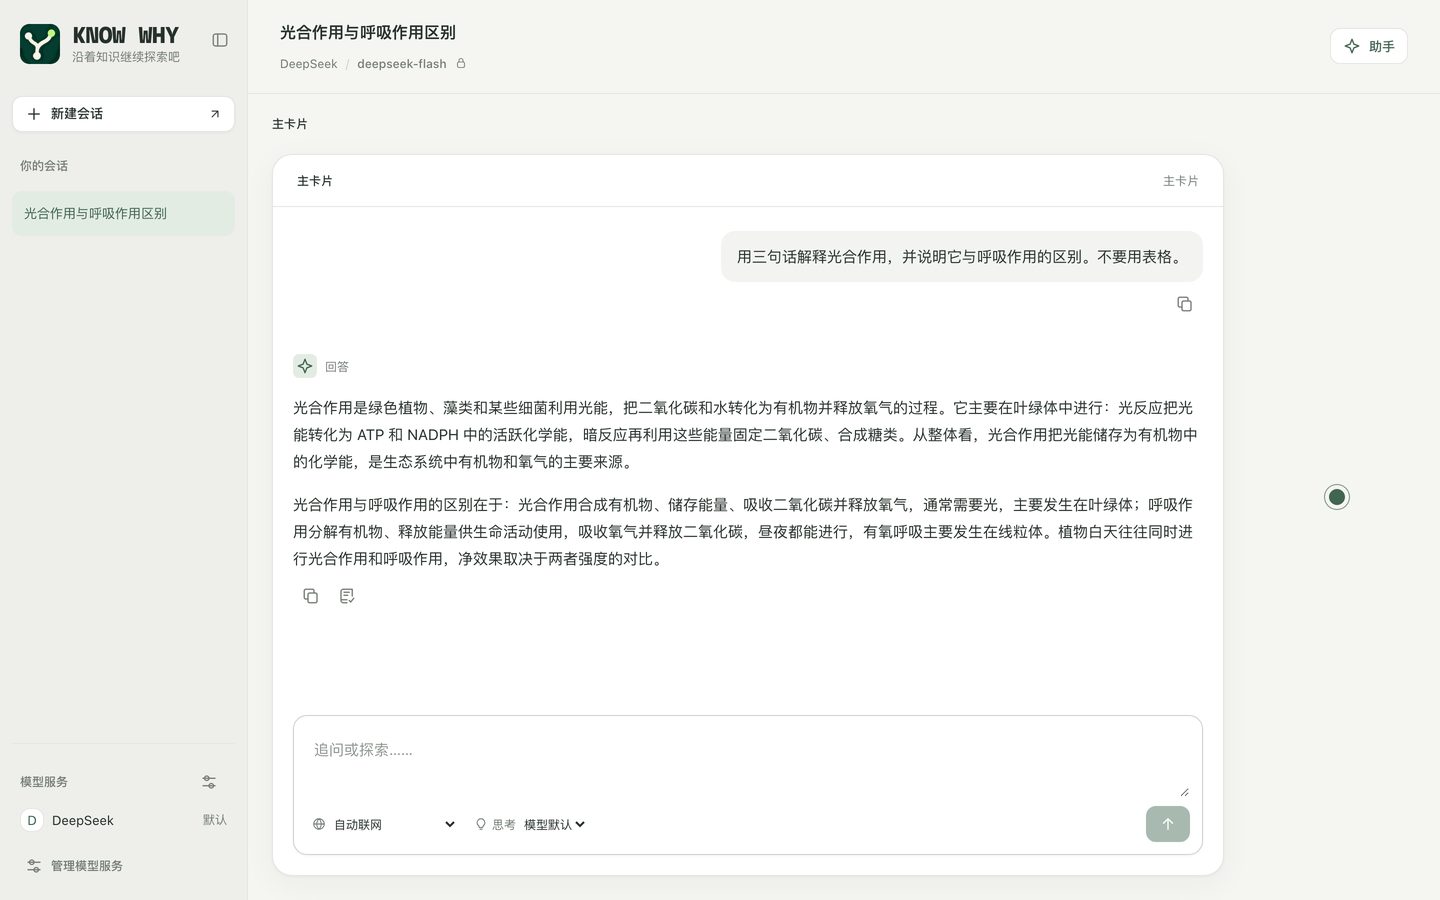 KNOW WHY
沿着知识继续探索吧
新建会话
你的会话
光合作用与呼吸作用区别
模型服务
D DeepSeek 默认
管理模型服务
光合作用与呼吸作用区别
DeepSeek / deepseek-flash
助手
主卡片
主卡片 主卡片
用三句话解释光合作用，并说明它与呼吸作用的区别。不要用表格。
回答
光合作用是绿色植物、藻类和某些细菌利用光能，把二氧化碳和水转化为有机物并释放氧气的过程。它主要在叶绿体中进行：光反应把光
能转化为 ATP 和 NADPH 中的活跃化学能，暗反应再利用这些能量固定二氧化碳、合成糖类。从整体看，光合作用把光能储存为有机物中
的化学能，是生态系统中有机物和氧气的主要来源。
光合作用与呼吸作用的区别在于：光合作用合成有机物、储存能量、吸收二氧化碳并释放氧气，通常需要光，主要发生在叶绿体；呼吸作
用分解有机物、释放能量供生命活动使用，吸收氧气并释放二氧化碳，昼夜都能进行，有氧呼吸主要发生在线粒体。植物白天往往同时进
行光合作用和呼吸作用，净效果取决于两者强度的对比。
追问或探索……
自动联网 思考 模型默认